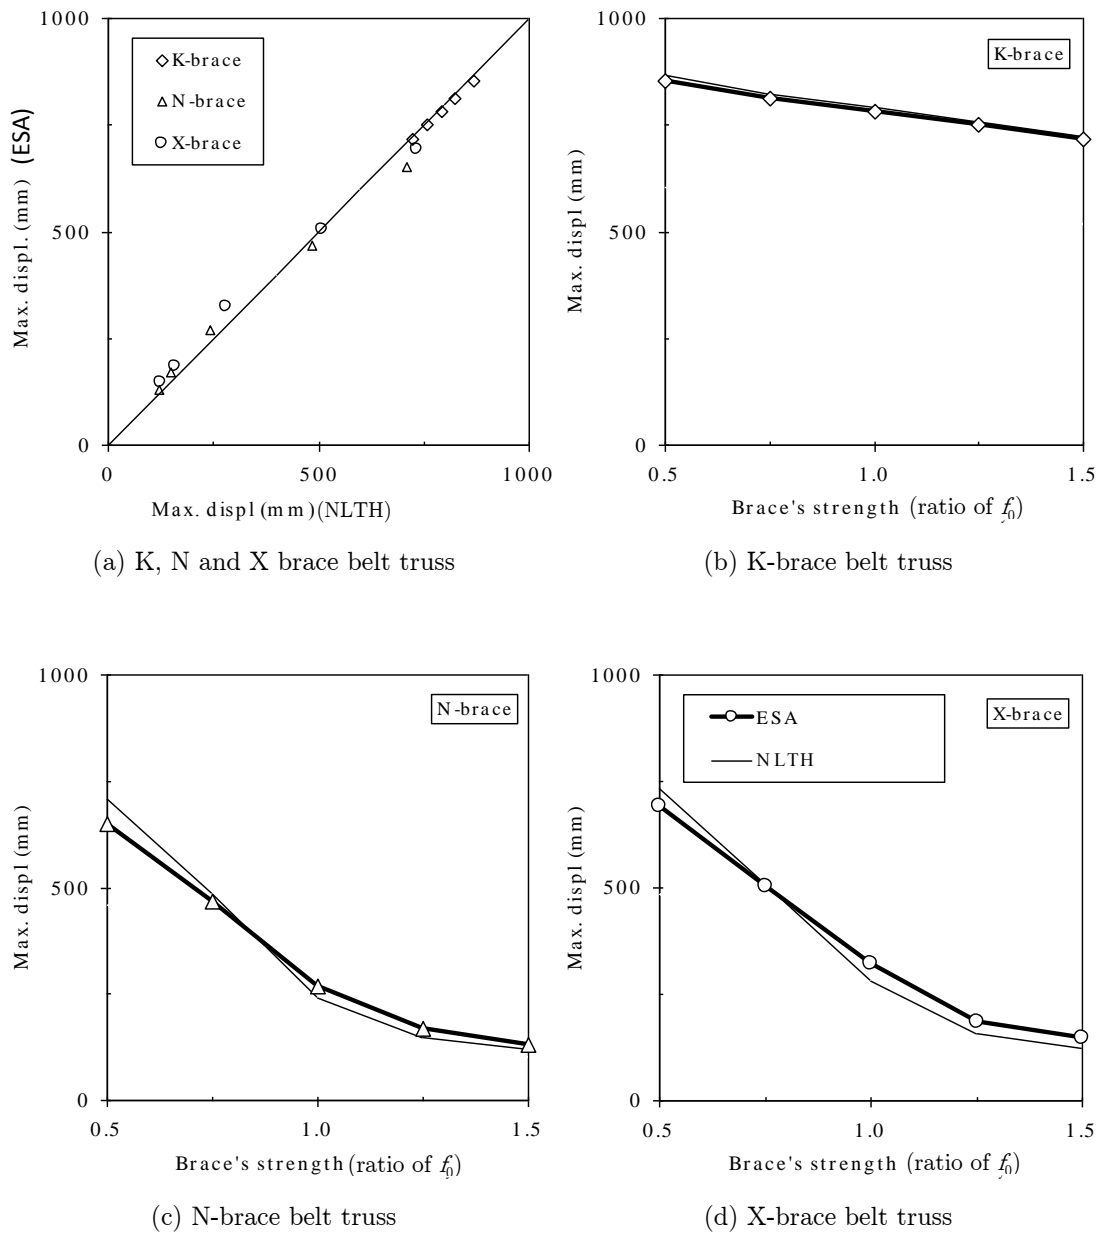 1000
K-brace
N-brace
X-brace
500
0
Max. displ. (mm) (ESA)
0 500 1000
Max. displ (mm)(NLTH)
(a) K, N and X brace belt truss
1000
K-brace
500
0
Max. displ (mm)
0.5 1.0 1.5
Brace's strength (ratio of f0)
(b) K-brace belt truss
1000
N-brace
500
0
Max. displ (mm)
0.5 1.0 1.5
Brace's strength (ratio of f0)
(c) N-brace belt truss
1000
ESA
NLTH
X-brace
500
0
Max. displ (mm)
0.5 1.0 1.5
Brace's strength (ratio of f0)
(d) X-brace belt truss